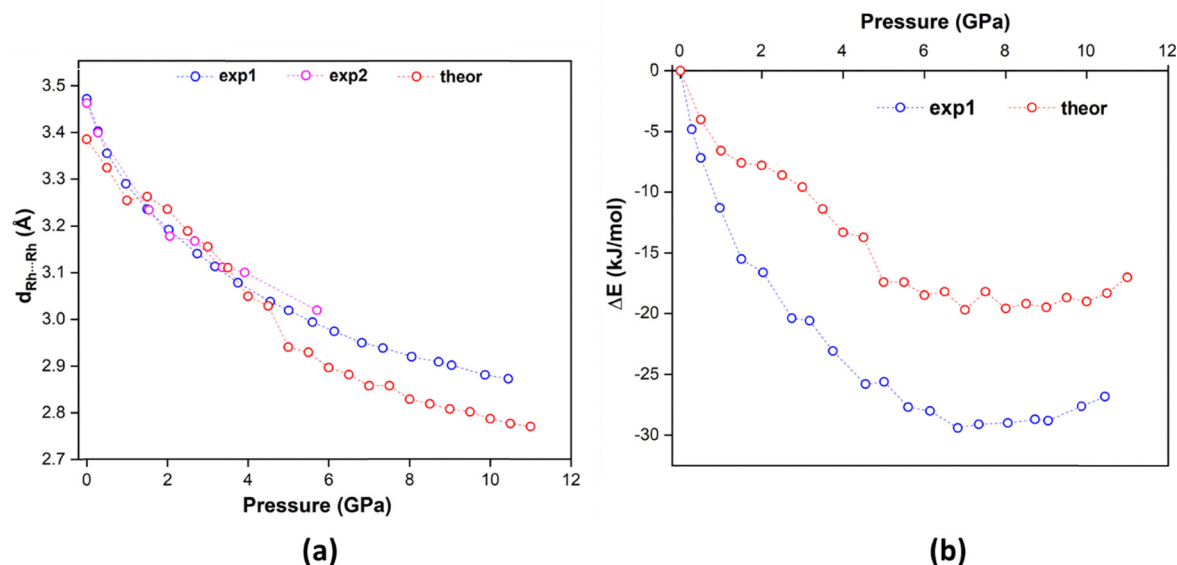 exp1 exp2 theor
3.5
3.4
3.3
3.2
3.1
3.0
2.9
2.8
2.7
dRh···Rh (Å)
0 2 4 6 8 10 12
Pressure (GPa)
(a)
Pressure (GPa)
0 2 4 6 8 10 12
exp1 theor
0
-5
-10
-15
-20
-25
-30
ΔE (kJ/mol)
(b)